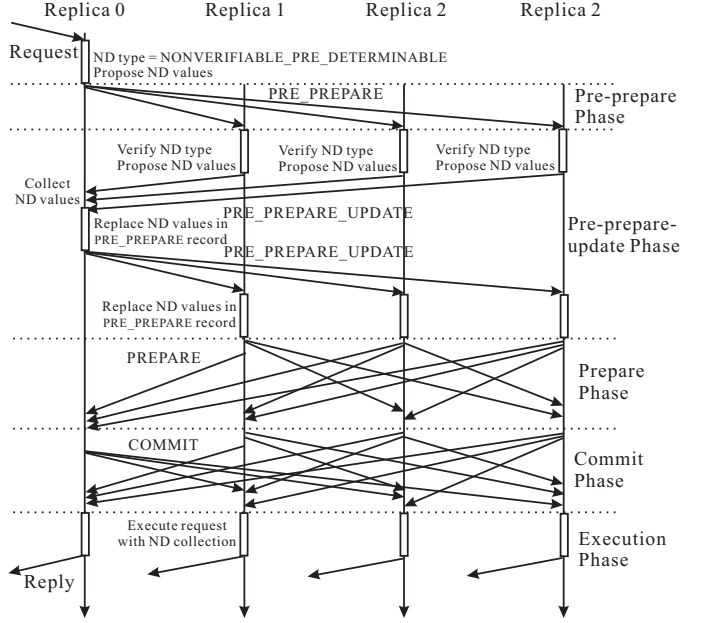 Replica 0 Replica 1 Replica 2 Replica 2
Request
ND type = NONVERIFIABLE_PRE_DETERMINABLE
Propose ND values
PRE_PREPARE
Pre-prepare
Phase
Verify ND type
Propose ND values
Verify ND type
Propose ND values
Verify ND type
Propose ND values
Collect
ND values
PRE_PREPARE_UPDATE
Replace ND values in
PRE_PREPARE record
PRE_PREPARE_UPDATE
Pre-prepare-
update Phase
Replace ND values in
PRE_PREPARE record
PREPARE
Prepare
Phase
COMMIT
Commit
Phase
Execute request
with ND collection
Execution
Phase
Reply